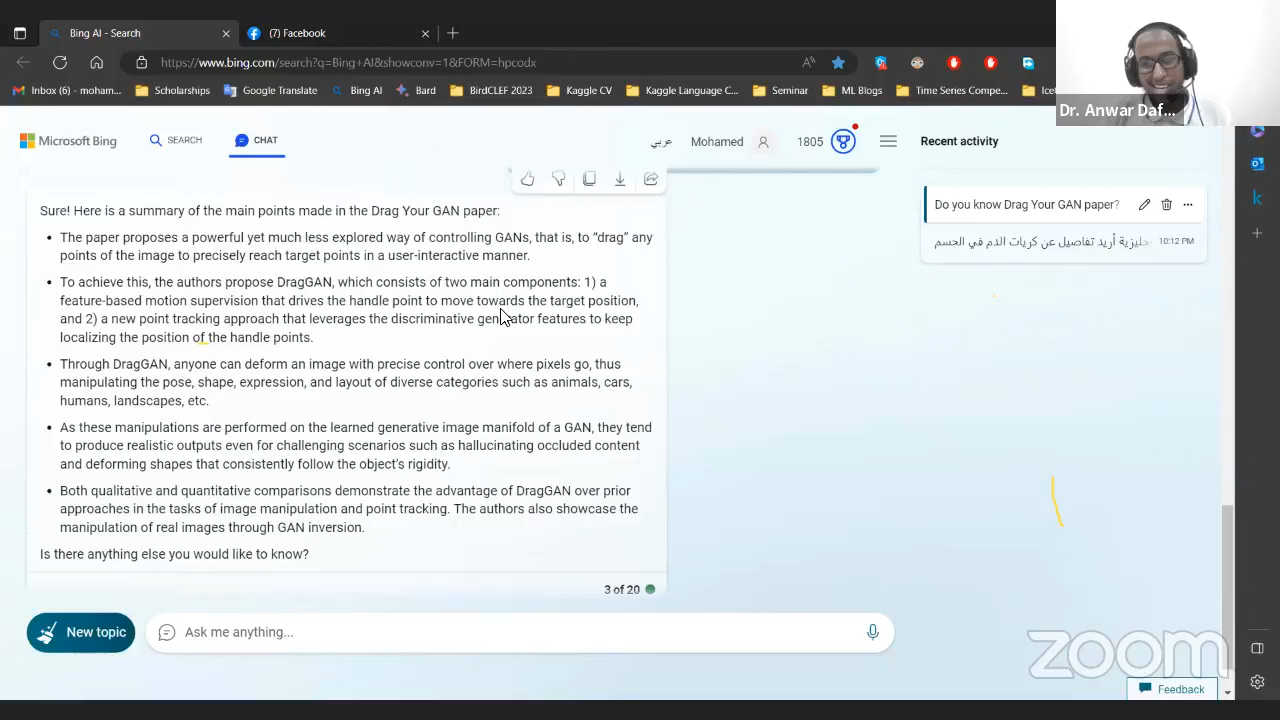 Bing AI - Search
(7) Facebook
https://www.bing.com/search?q=Bing+AI&showconv=1&FORM=hpcodx
Inbox (6) - moham...
Scholarships
Google Translate
Bing AI
Bard
BirdCLEF 2023
Kaggle CV
Kaggle Language C...
Seminar
ML Blogs
Time Series Compe...
Dr. Anwar Daf...
Microsoft Bing
SEARCH
CHAT
عربي
Mohamed
1805
Recent activity
Do you know Drag Your GAN paper?
جليزية أريد تفاصيل عن كريات الدم في الجسم
10:12 PM
Sure! Here is a summary of the main points made in the Drag Your GAN paper:
• The paper proposes a powerful yet much less explored way of controlling GANs, that is, to “drag” any
points of the image to precisely reach target points in a user-interactive manner.
• To achieve this, the authors propose DragGAN, which consists of two main components: 1) a
feature-based motion supervision that drives the handle point to move towards the target position,
and 2) a new point tracking approach that leverages the discriminative generator features to keep
localizing the position of the handle points.
• Through DragGAN, anyone can deform an image with precise control over where pixels go, thus
manipulating the pose, shape, expression, and layout of diverse categories such as animals, cars,
humans, landscapes, etc.
• As these manipulations are performed on the learned generative image manifold of a GAN, they tend
to produce realistic outputs even for challenging scenarios such as hallucinating occluded content
and deforming shapes that consistently follow the object’s rigidity.
• Both qualitative and quantitative comparisons demonstrate the advantage of DragGAN over prior
approaches in the tasks of image manipulation and point tracking. The authors also showcase the
manipulation of real images through GAN inversion.
Is there anything else you would like to know?
3 of 20
New topic
Ask me anything...
zoom
Feedback